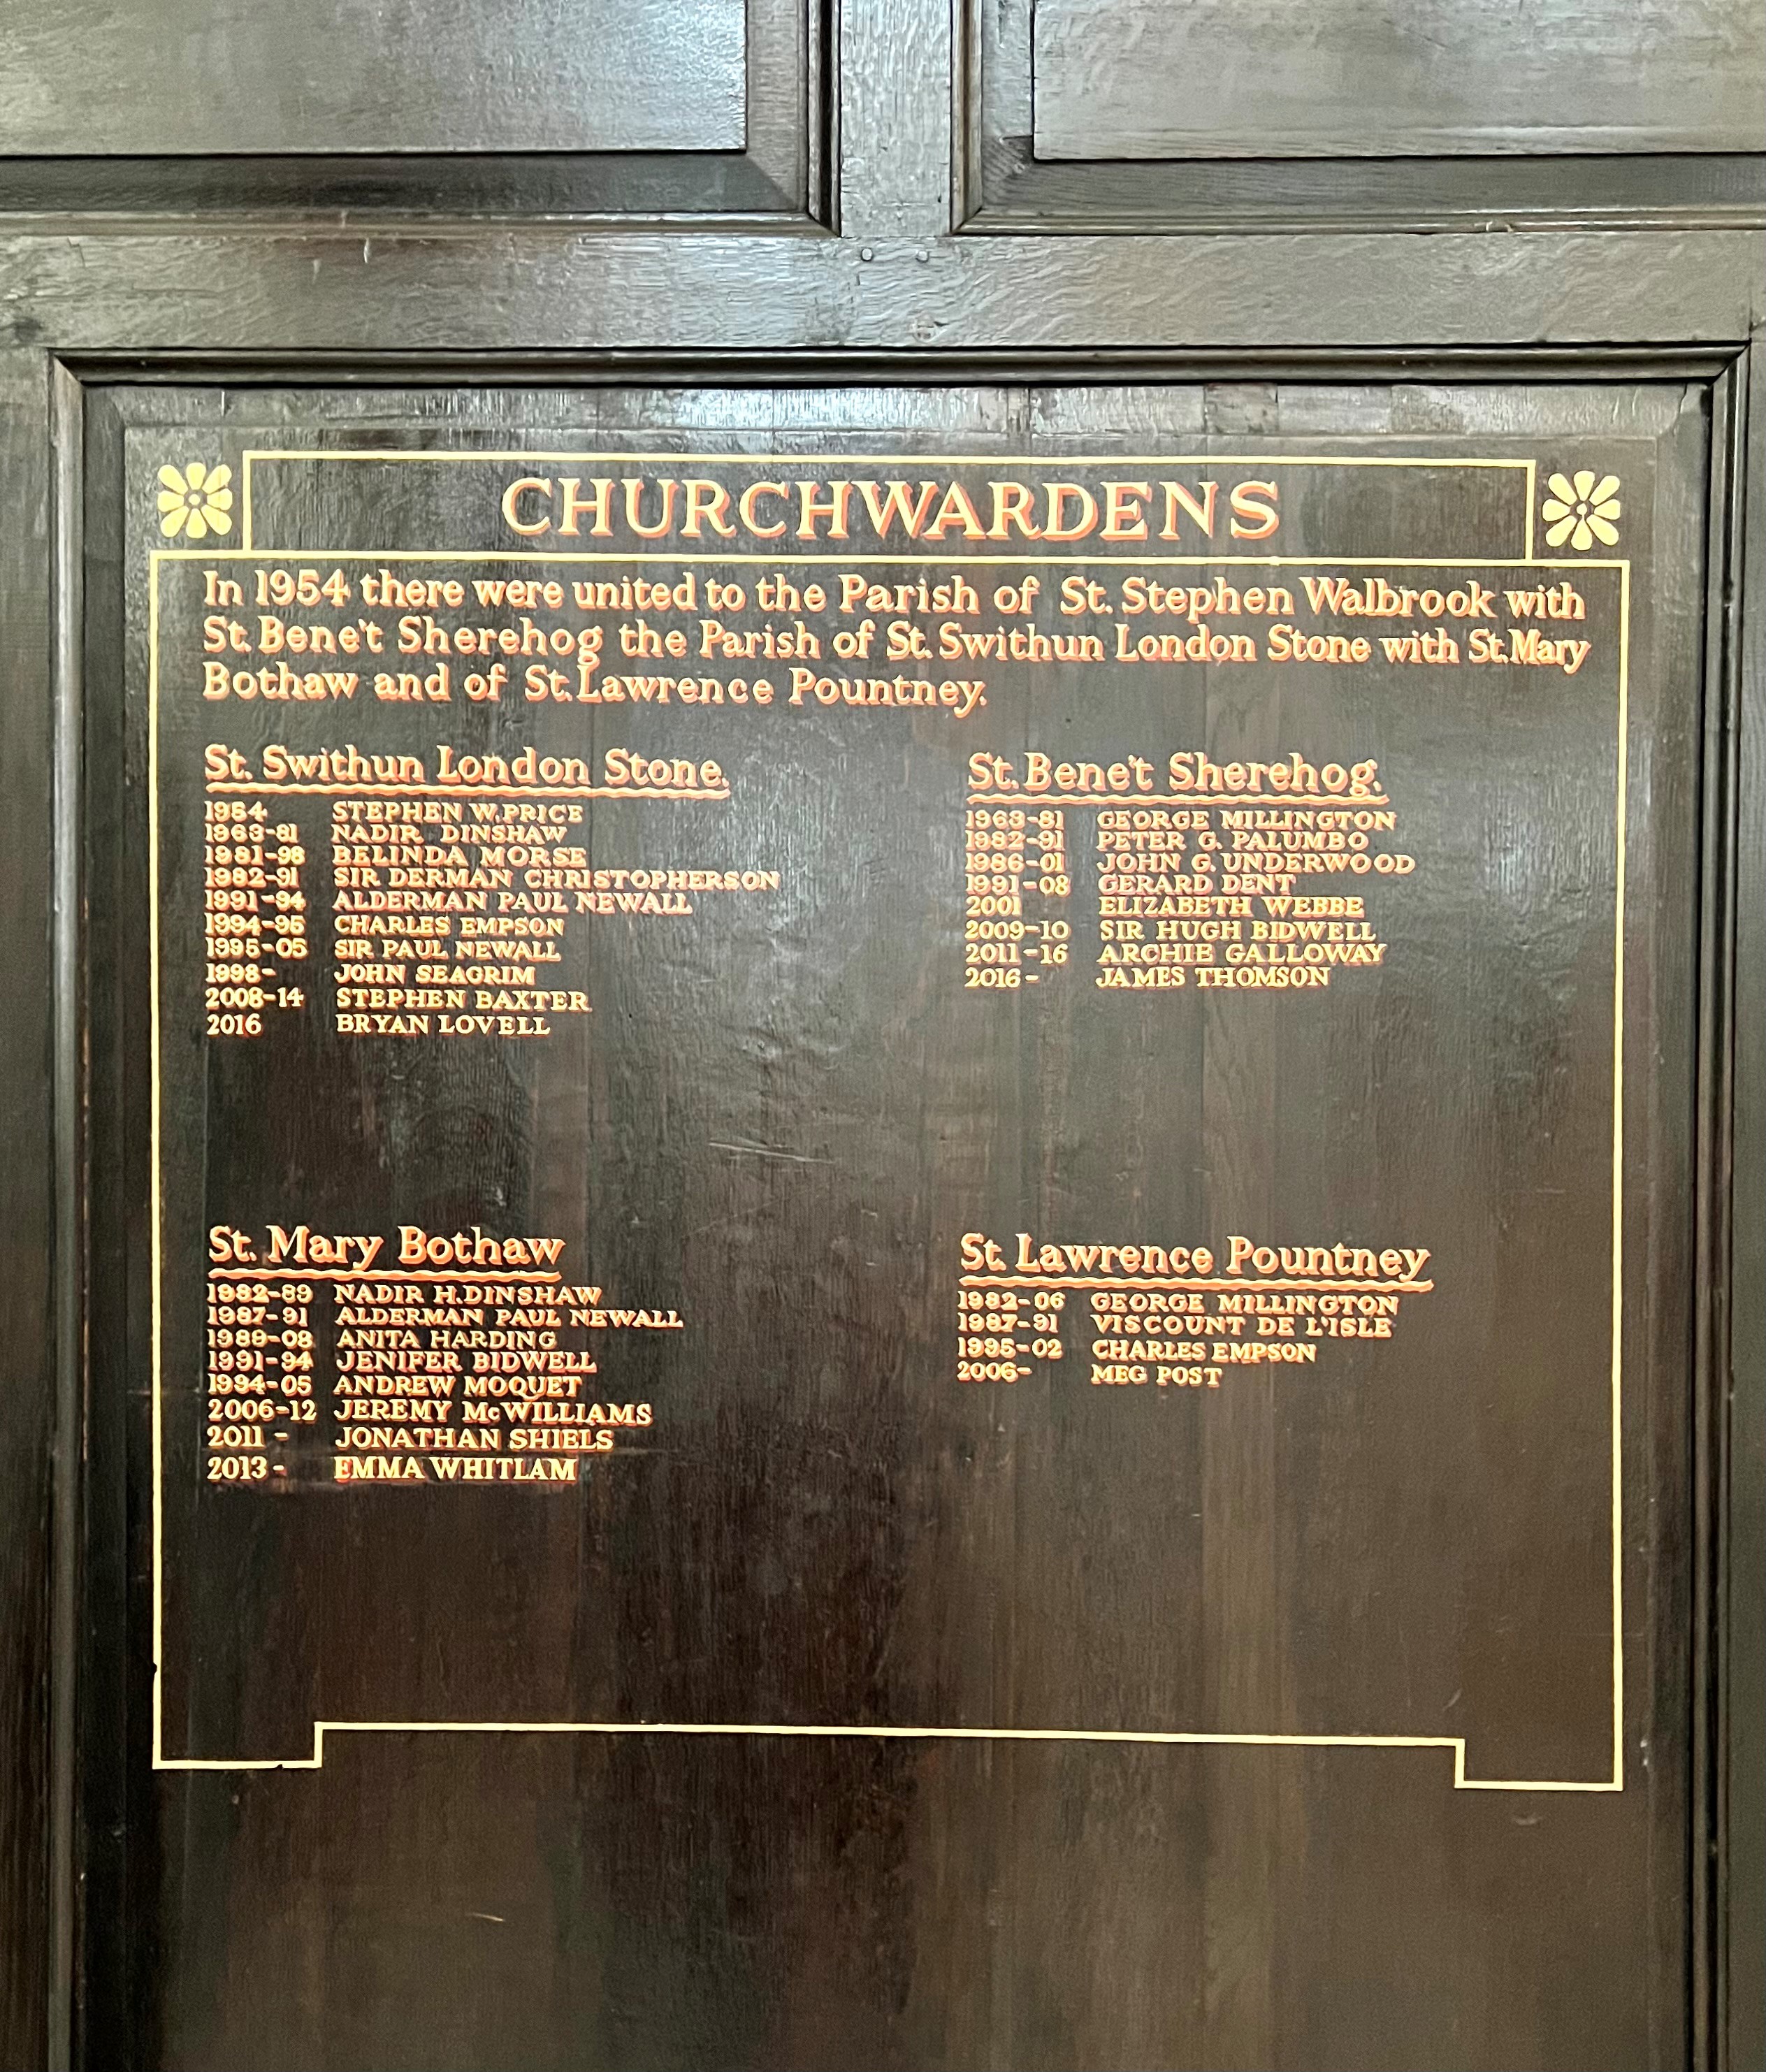 CHURCHWARDENS
In 1954 there were united to the Parish of St. Stephen Walbrook with
St. Bene't Sherehog the Parish of St. Swithun London Stone with St. Mary
Bothaw and of St. Lawrence Pountney.
St. Swithun London Stone.
1954 STEPHEN W. PRICE
1963-81 NADIR DINSHAW
1981-98 BELINDA MORSE
1982-91 SIR DERMAN CHRISTOPHERSON
1991-94 ALDERMAN PAUL NEWALL
1994-95 CHARLES EMPSON
1995-05 SIR PAUL NEWALL
1998- JOHN SEAGRIM
2008-14 STEPHEN BAXTER
2016 BRYAN LOVELL
St. Bene't Sherehog.
1963-81 GEORGE MILLINGTON
1982-91 PETER G. PALUMBO
1986-01 JOHN G. UNDERWOOD
1991-08 GERARD DENT
2001 ELIZABETH WEBBE
2009-10 SIR HUGH BIDWELL
2011-16 ARCHIE GALLOWAY
2016- JAMES THOMSON
St. Mary Bothaw
1982-89 NADIR H. DINSHAW
1987-91 ALDERMAN PAUL NEWALL
1989-08 ANITA HARDING
1991-94 JENIFER BIDWELL
1994-05 ANDREW MOQUET
2006-12 JEREMY McWILLIAMS
2011- JONATHAN SHIELS
2013- EMMA WHITLAM
St. Lawrence Pountney
1982-06 GEORGE MILLINGTON
1987-91 VISCOUNT DE L'ISLE
1995-02 CHARLES EMPSON
2006- MEG POST